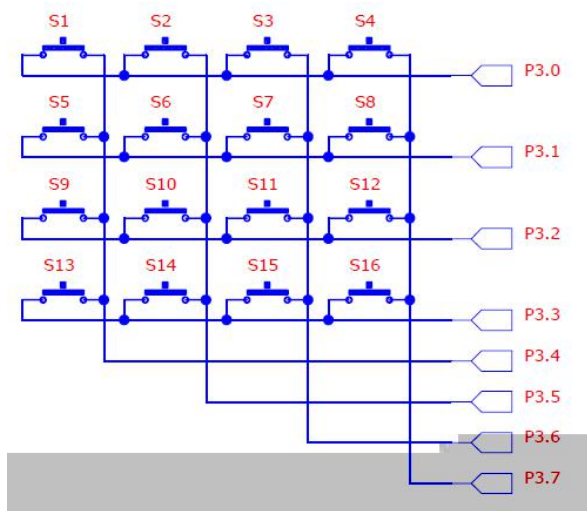 S1 S2 S3 S4
P3.0
S5 S6 S7 S8
P3.1
S9 S10 S11 S12
P3.2
S13 S14 S15 S16
P3.3
P3.4
P3.5
P3.6
P3.7